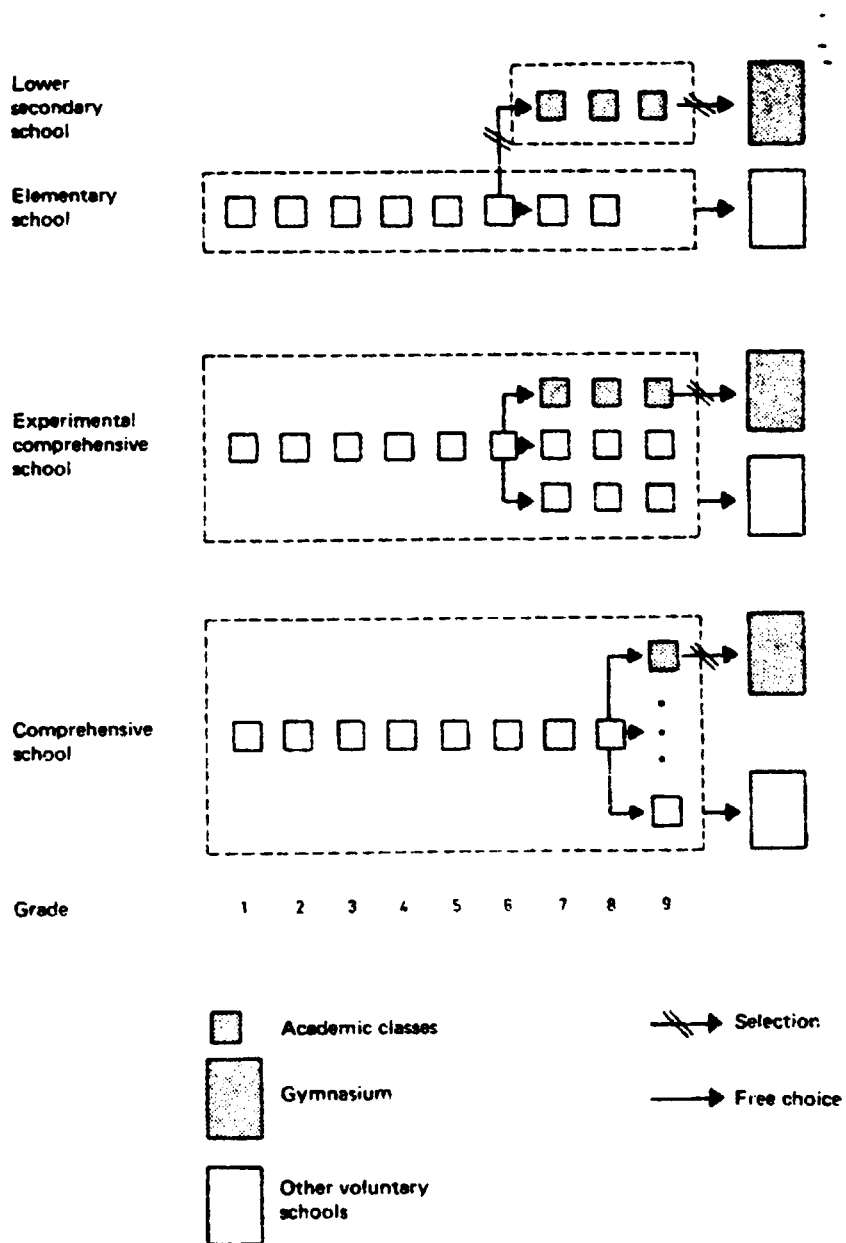 Lower
secondary
school
Elementary
school
Experimental
comprehensive
school
Comprehensive
school
Grade 1 2 3 4 5 6 7 8 9
Academic classes
Selection
Gymnasium
Free choice
Other voluntary
schools